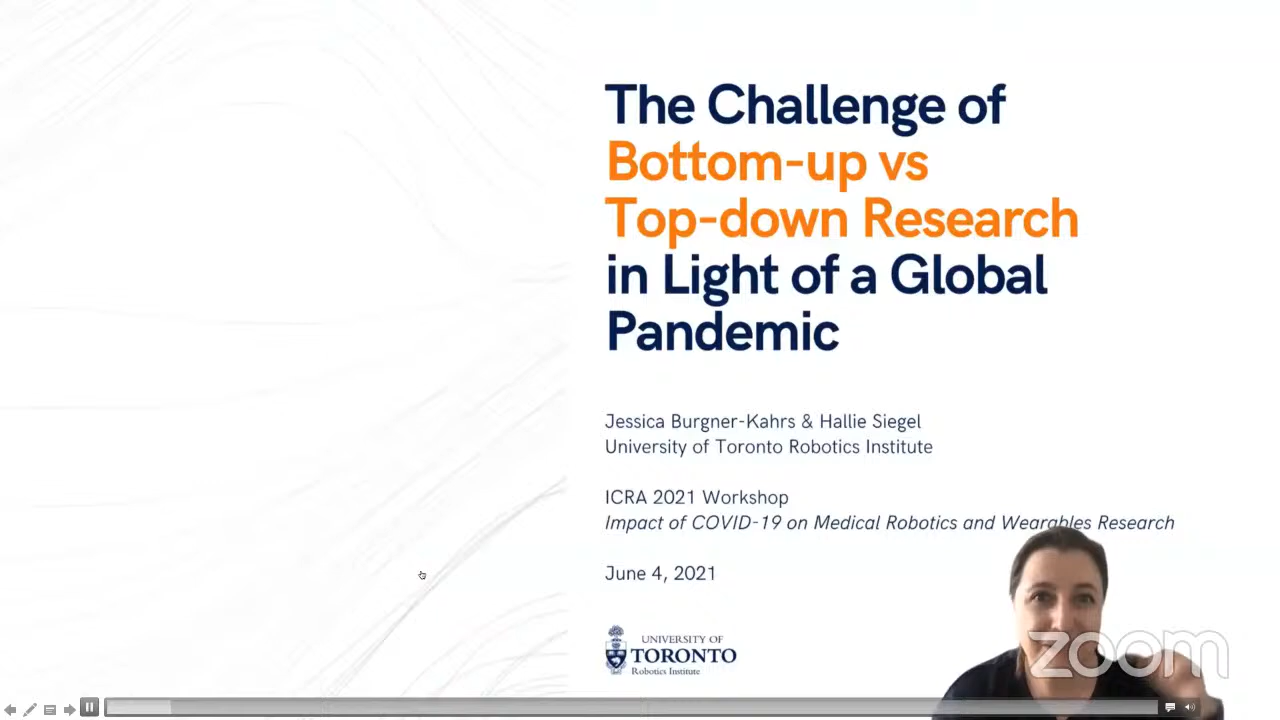 The Challenge of
Bottom-up vs
Top-down Research
in Light of a Global
Pandemic
Jessica Burgner-Kahrs & Hallie Siegel
University of Toronto Robotics Institute
ICRA 2021 Workshop
Impact of COVID-19 on Medical Robotics and Wearables Research
June 4, 2021
UNIVERSITY OF
TORONTO
Robotics Institute
zoom